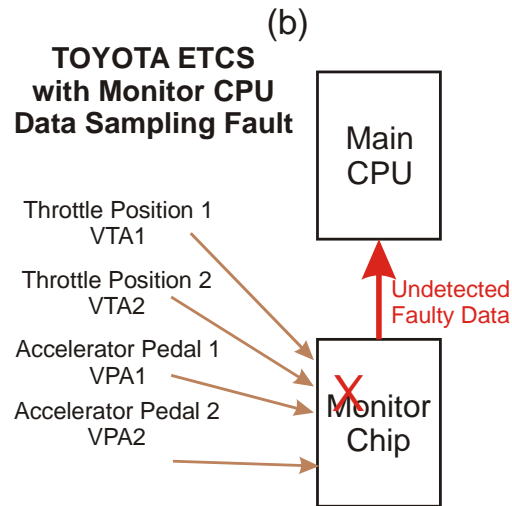 (b)
TOYOTA ETCS
with Monitor CPU
Data Sampling Fault
Main
CPU
Throttle Position 1
VTA1
Throttle Position 2
VTA2
Undetected
Faulty Data
Accelerator Pedal 1
VPA1
Accelerator Pedal 2
VPA2
X
Monitor
Chip